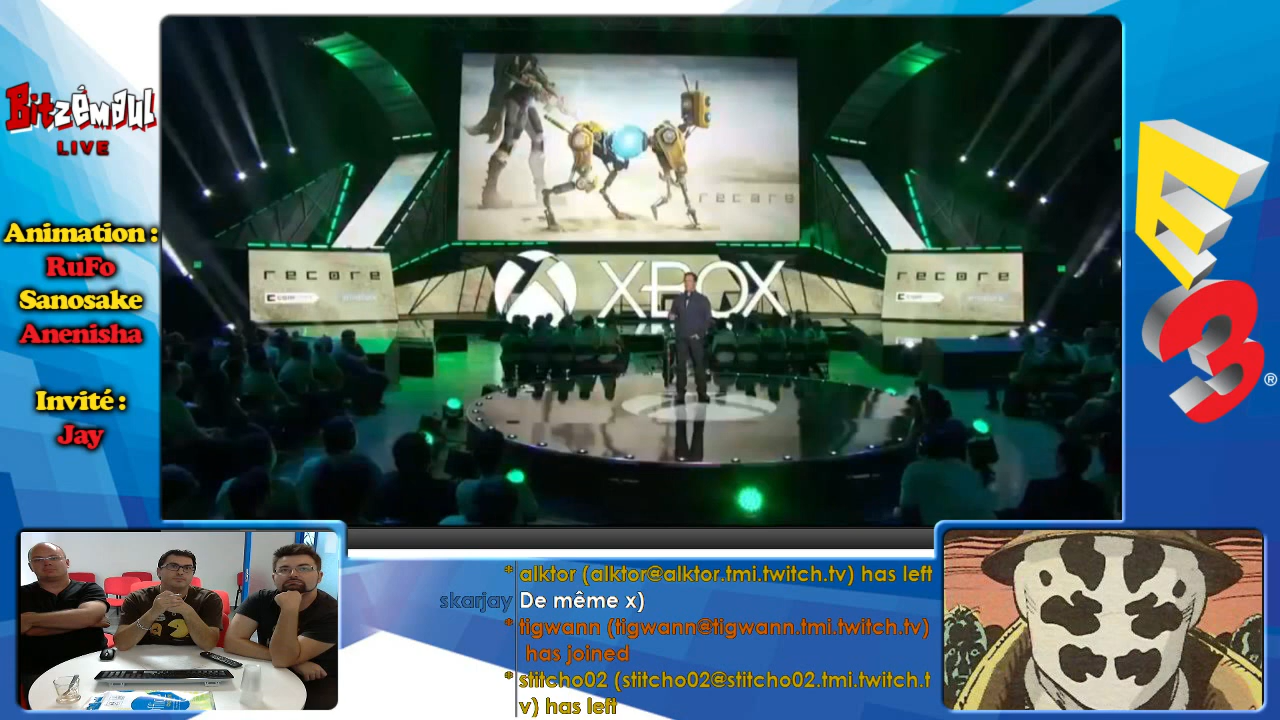 Bitzémaul
LIVE
Animation :
RuFo
Sanosake
Anenisha
Invité :
Jay
recore
recore
XBOX
recore
E3®
* alktor (alktor@alktor.tmi.twitch.tv) has left
skarjay De même x)
* tigwann (tigwann@tigwann.tmi.twitch.tv)
has joined
* stitcho02 (stitcho02@stitcho02.tmi.twitch.t
v) has left